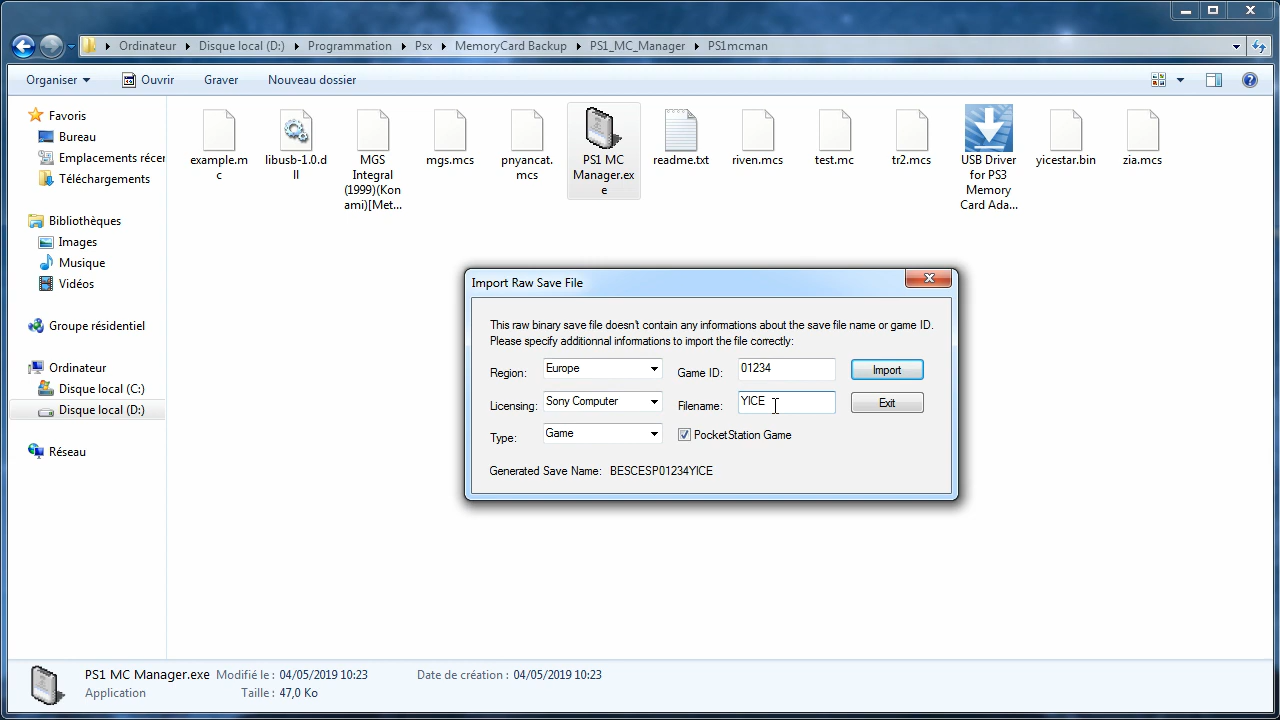 Ordinateur Disque local (D:) Programmation Psx MemoryCard Backup PS1_MC_Manager PS1mcman
Organiser Ouvrir Graver Nouveau dossier
Favoris
Bureau
Emplacements récer
Téléchargements
Bibliothèques
Images
Musique
Vidéos
Groupe résidentiel
Ordinateur
Disque local (C:)
Disque local (D:)
Réseau
example.m
c
libusb-1.0.d
ll
MGS
Integral
(1999)(Kon
ami)[Met...
mgs.mcs
pnyancat.
mcs
PS1 MC
Manager.ex
e
readme.txt
riven.mcs
test.mc
tr2.mcs
USB Driver
for PS3
Memory
Card Ada...
yicestar.bin
zia.mcs
Import Raw Save File
This raw binary save file doesn't contain any informations about the save file name or game ID.
Please specify additionnal informations to import the file correctly:
Region: Europe Game ID: 01234 Import
Licensing: Sony Computer Filename: YICE Exit
Type: Game PocketStation Game
Generated Save Name: BESCESP01234YICE
PS1 MC Manager.exe Modifié le : 04/05/2019 10:23 Date de création : 04/05/2019 10:23
Application Taille : 47,0 Ko